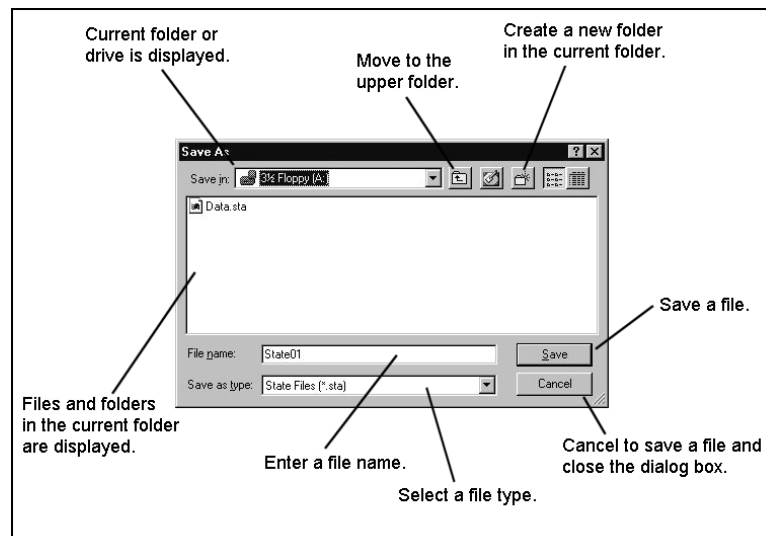 Current folder or
drive is displayed.
Move to the
upper folder.
Create a new folder
in the current folder.
Save As
Save in:
3½ Floppy (A:
Data.sta
File name:
State01
Save
Save as type:
State Files (*.sta)
Cancel
Save a file.
Files and folders
in the current folder
are displayed.
Enter a file name.
Select a file type.
Cancel to save a file and
close the dialog box.